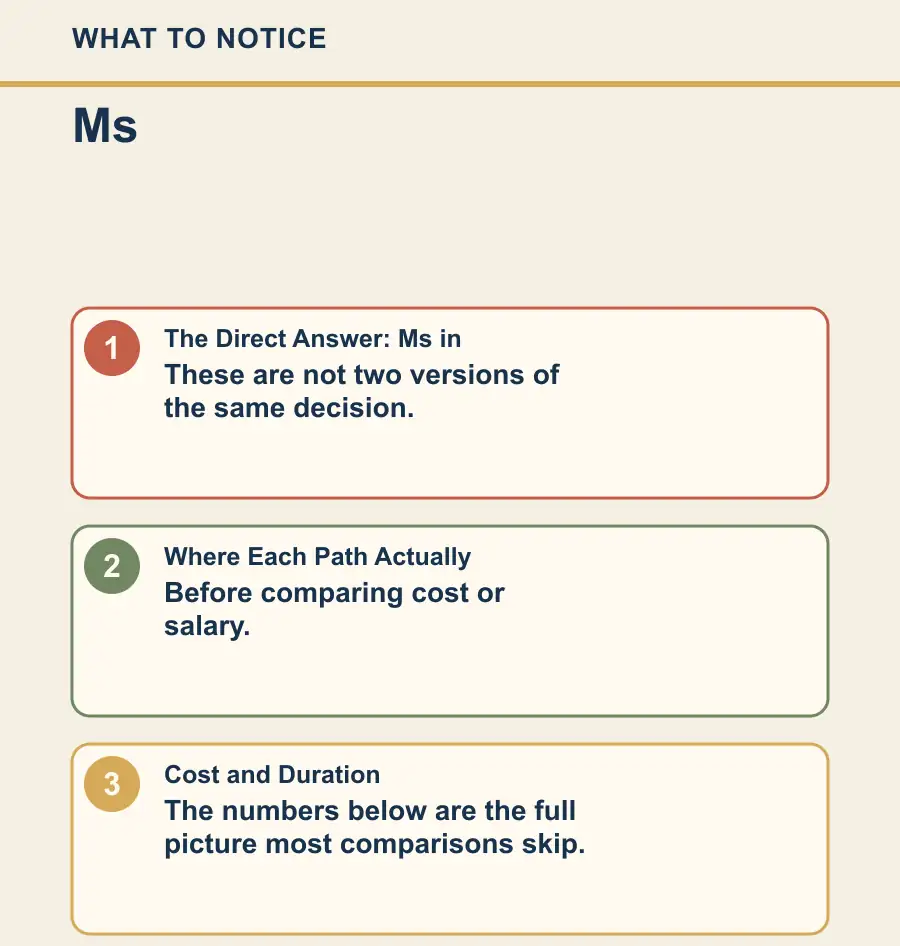 WHAT TO NOTICE
Ms
1
The Direct Answer: Ms in
These are not two versions of
the same decision.
2
Where Each Path Actually
Before comparing cost or
salary.
3
Cost and Duration
The numbers below are the full
picture most comparisons skip.